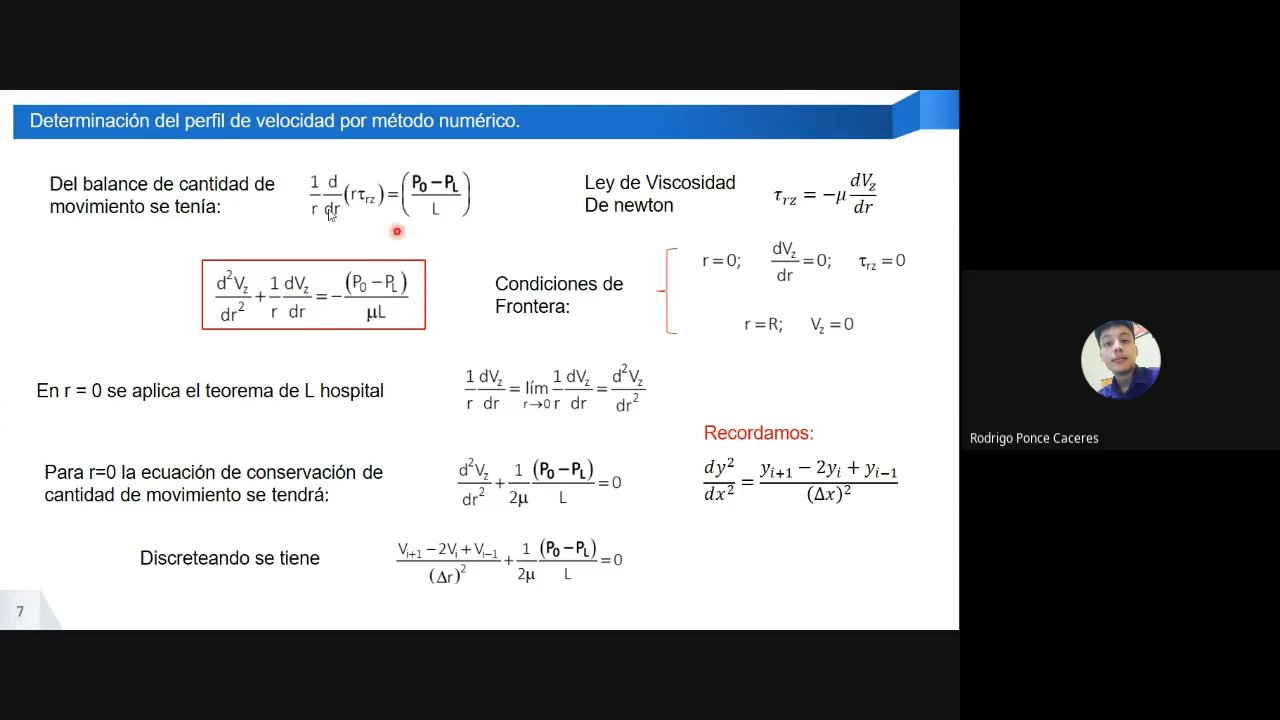 Determinación del perfil de velocidad por método numérico.
Del balance de cantidad de
movimiento se tenía:
1/r d/dr (rτrz) = ((P0 – PL)/L)
Ley de Viscosidad
De newton
τrz = −μ dVz/dr
d²Vz/dr² + 1/r dVz/dr = − (P0 – PL)/μL
Condiciones de
Frontera:
r = 0; dVz/dr = 0; τrz = 0
r = R; Vz = 0
En r = 0 se aplica el teorema de L hospital
1/r dVz/dr = lím r→0 1/r dVz/dr = d²Vz/dr²
Recordamos:
dy²/dx² = (yi+1 − 2yi + yi−1)/(Δx)²
Para r=0 la ecuación de conservación de
cantidad de movimiento se tendrá:
d²Vz/dr² + 1/2μ (P0 – PL)/L = 0
Discreteando se tiene
(Vi+1 − 2Vi + Vi−1)/(Δr)² + 1/2μ (P0 – PL)/L = 0
7
Rodrigo Ponce Caceres